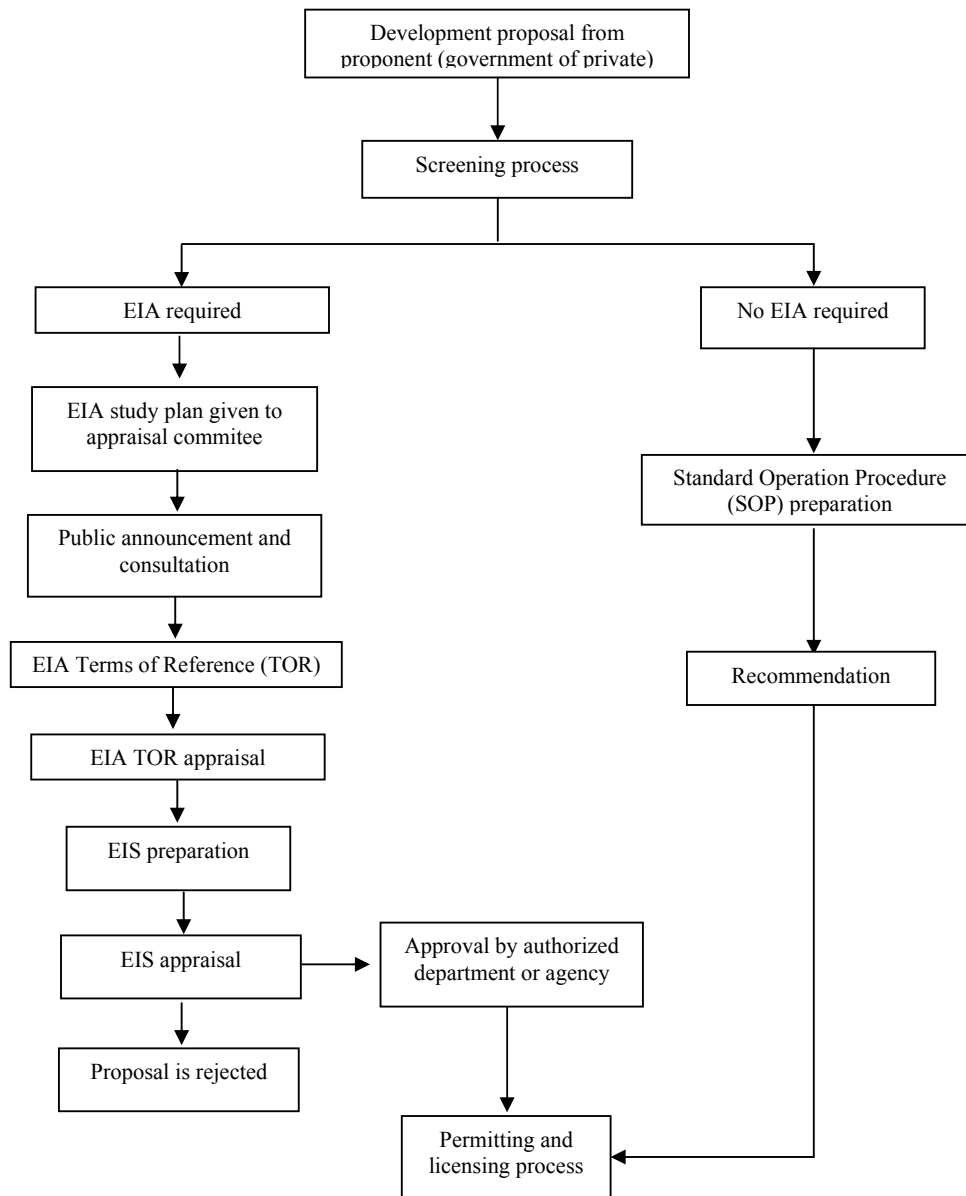 Development proposal from
proponent (government of private)
Screening process
EIA required
No EIA required
EIA study plan given to
appraisal commitee
Standard Operation Procedure
(SOP) preparation
Public announcement and
consultation
EIA Terms of Reference (TOR)
Recommendation
EIA TOR appraisal
EIS preparation
EIS appraisal
Approval by authorized
department or agency
Proposal is rejected
Permitting and
licensing process